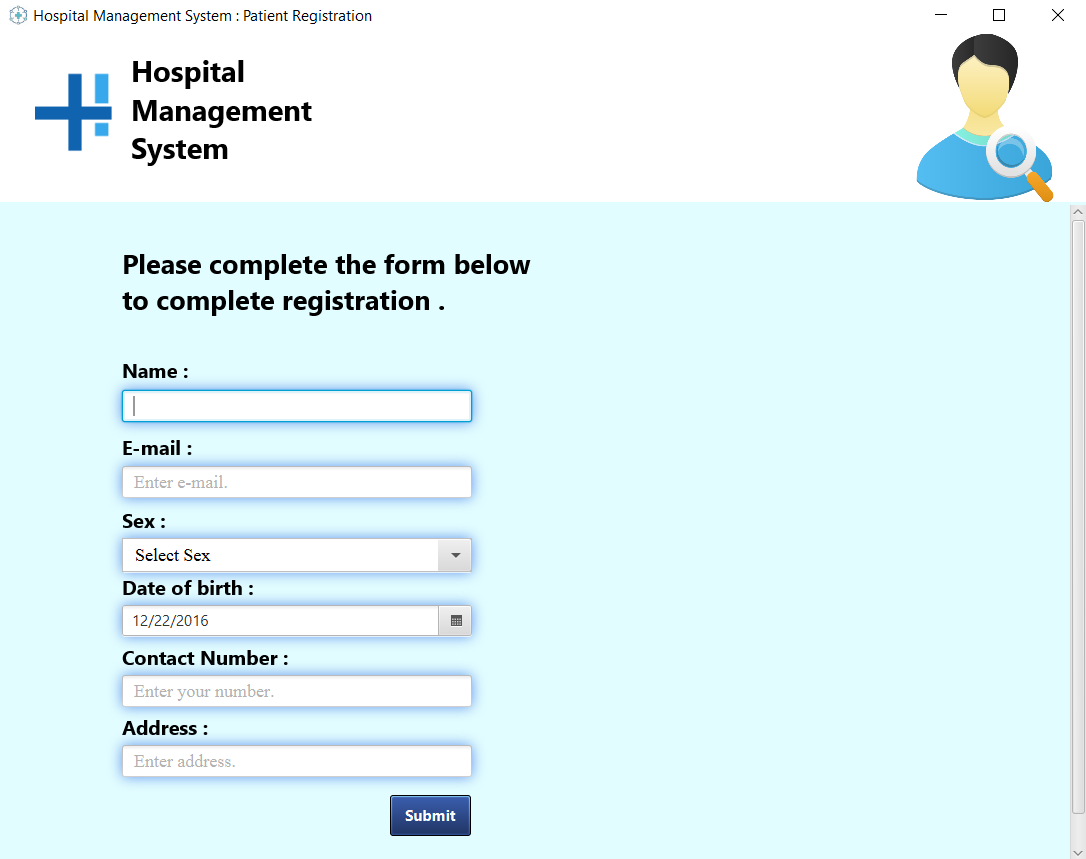 Hospital Management System : Patient Registration
Hospital
Management
System
Please complete the form below
to complete registration .
Name :
E-mail :
Enter e-mail.
Sex :
Select Sex
Date of birth :
12/22/2016
Contact Number :
Enter your number.
Address :
Enter address.
Submit